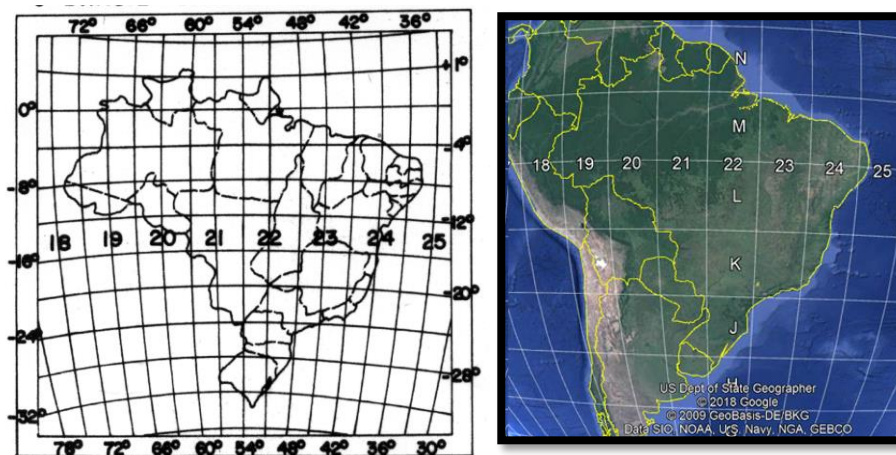 72° 66° 60° 54° 48° 42° 36°
+1°
0°
-4°
-8°
-12°
18 19 20 21 22 23 24 25
-16°
-20°
-24°
-28°
-32°
78° 72° 66° 60° 54° 48° 42° 36° 30°
N
M
18 19 20 21 22 23 24 25
L
K
J
H
US Dept of State Geographer
© 2018 Google
© 2009 GeoBasis-DE/BKG
Data SIO, NOAA, U.S. Navy, NGA, GEBCO